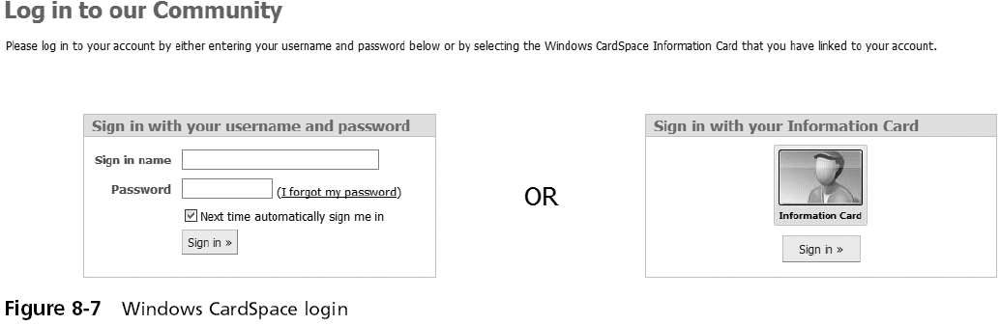 Log in to our Community
Please log in to your account by either entering your username and password below or by selecting the Windows CardSpace Information Card that you have linked to your account.
Sign in with your username and password
Sign in name
Password
(I forgot my password)
Next time automatically sign me in
Sign in »
OR
Sign in with your Information Card
Information Card
Sign in »
Figure 8-7 Windows CardSpace login